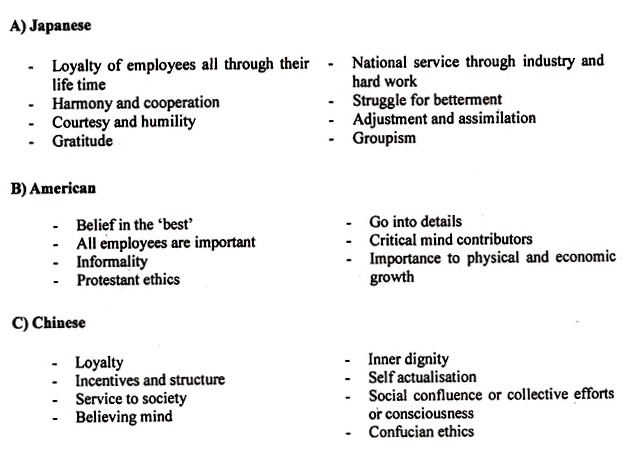 A) Japanese
- Loyalty of employees all through their
life time
- Harmony and cooperation
- Courtesy and humility
- Gratitude
- National service through industry and
hard work
- Struggle for betterment
- Adjustment and assimilation
- Groupism
B) American
- Belief in the ‘best’
- All employees are important
- Informality
- Protestant ethics
- Go into details
- Critical mind contributors
- Importance to physical and economic
growth
C) Chinese
- Loyalty
- Incentives and structure
- Service to society
- Believing mind
- Inner dignity
- Self actualisation
- Social confluence or collective efforts
or consciousness
- Confucian ethics